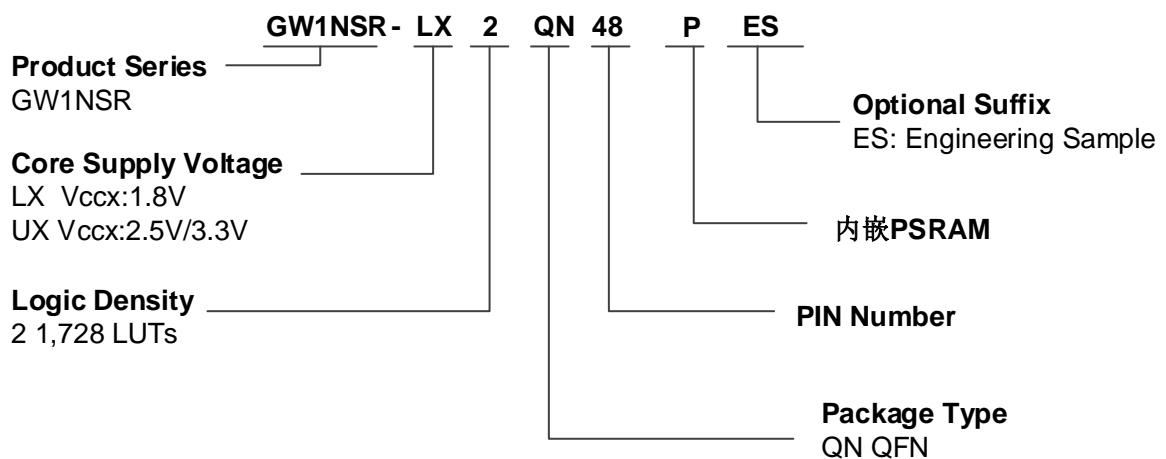 GW1NSR - LX 2 QN 48 P ES
Product Series
GW1NSR
Optional Suffix
ES: Engineering Sample
Core Supply Voltage
LX Vccx:1.8V
UX Vccx:2.5V/3.3V
内嵌PSRAM
Logic Density
2 1,728 LUTs
PIN Number
Package Type
QN QFN